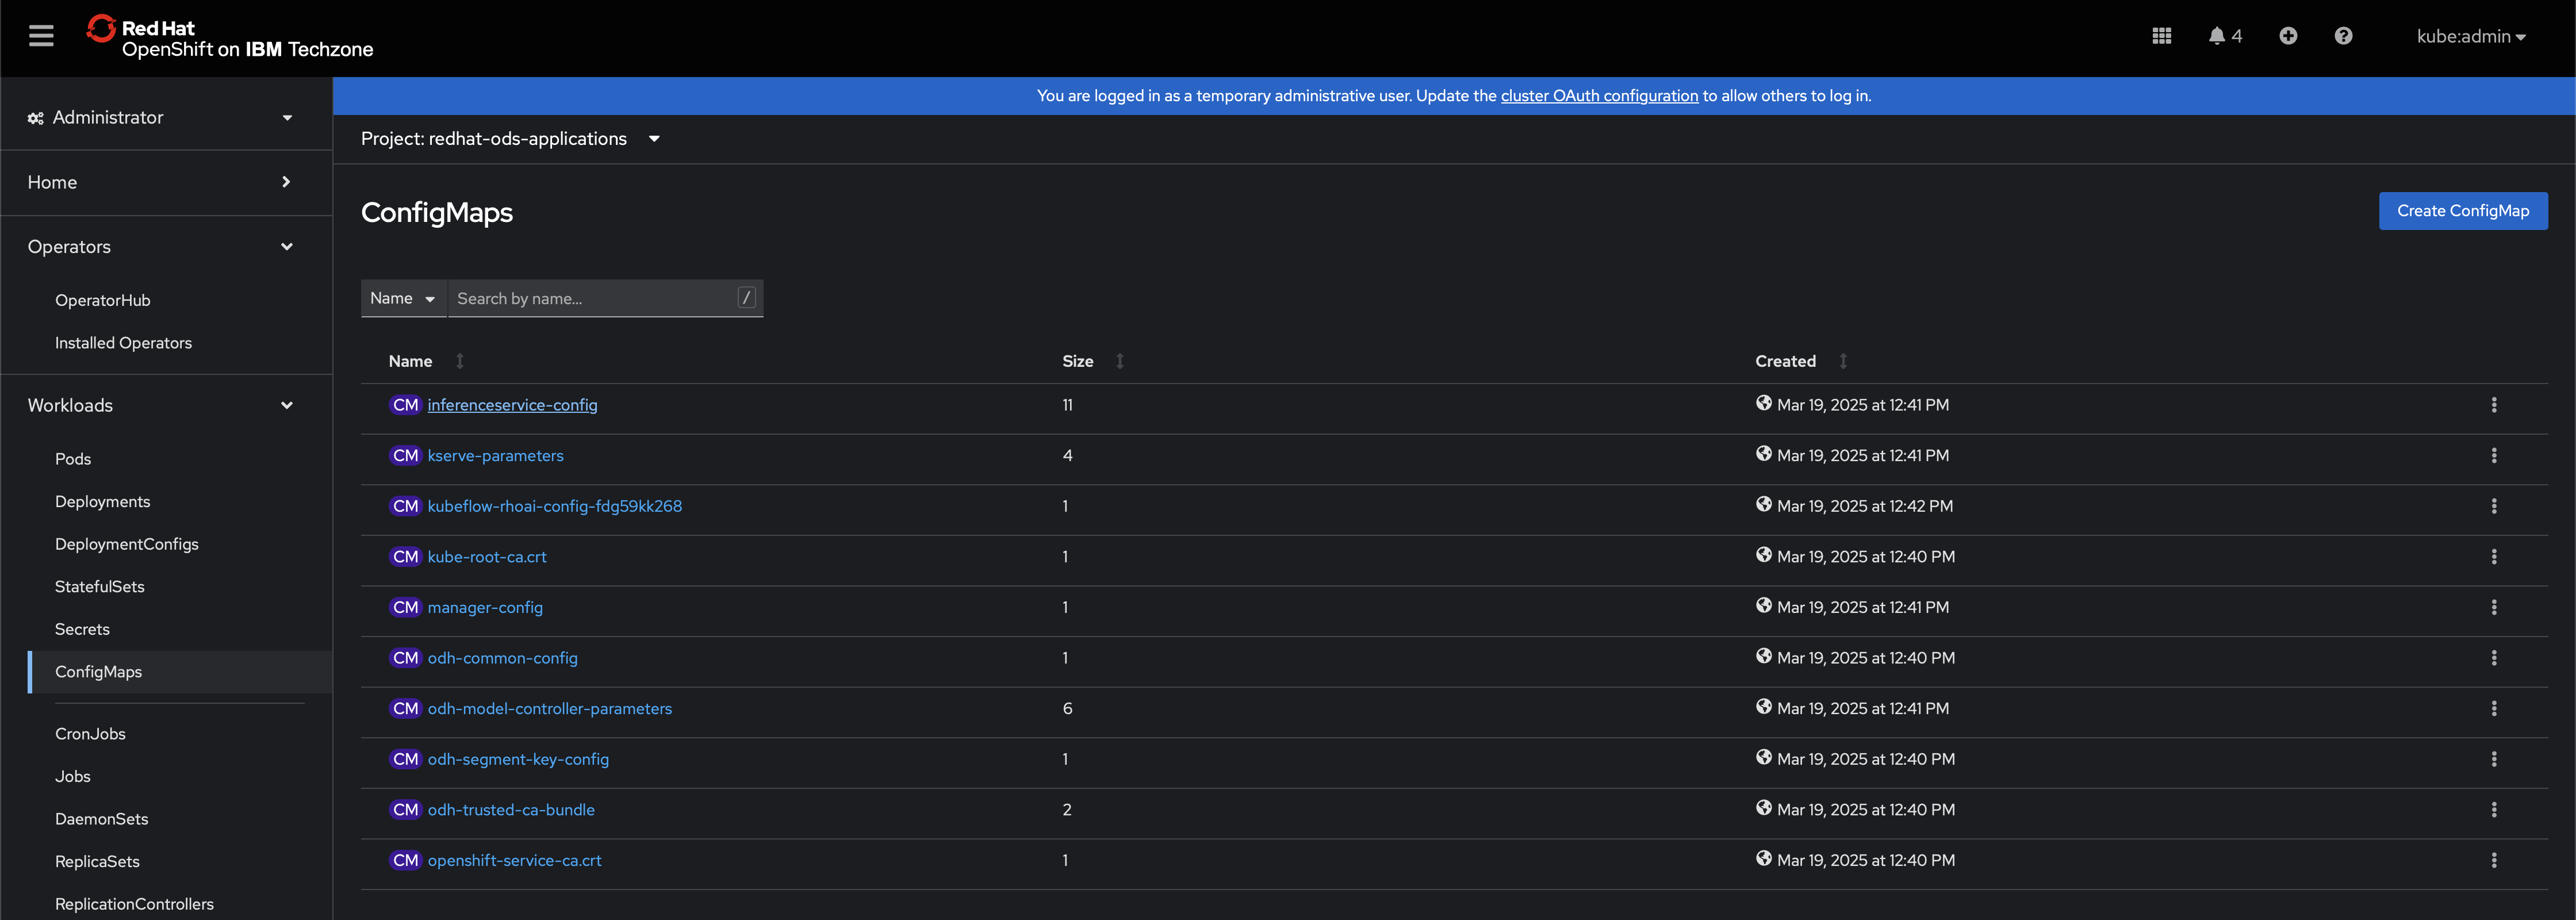 Red Hat
OpenShift on IBM Techzone
4
kube:admin
Administrator
Home
Operators
OperatorHub
Installed Operators
Workloads
Pods
Deployments
DeploymentConfigs
StatefulSets
Secrets
ConfigMaps
CronJobs
Jobs
DaemonSets
ReplicaSets
ReplicationControllers
You are logged in as a temporary administrative user. Update the cluster OAuth configuration to allow others to log in.
Project: redhat-ods-applications
ConfigMaps
Create ConfigMap
Name Search by name... /
Name Size Created
CM inferenceservice-config 11 Mar 19, 2025 at 12:41 PM
CM kserve-parameters 4 Mar 19, 2025 at 12:41 PM
CM kubeflow-rhoai-config-fdg59kk268 1 Mar 19, 2025 at 12:42 PM
CM kube-root-ca.crt 1 Mar 19, 2025 at 12:40 PM
CM manager-config 1 Mar 19, 2025 at 12:41 PM
CM odh-common-config 1 Mar 19, 2025 at 12:40 PM
CM odh-model-controller-parameters 6 Mar 19, 2025 at 12:41 PM
CM odh-segment-key-config 1 Mar 19, 2025 at 12:40 PM
CM odh-trusted-ca-bundle 2 Mar 19, 2025 at 12:40 PM
CM openshift-service-ca.crt 1 Mar 19, 2025 at 12:40 PM